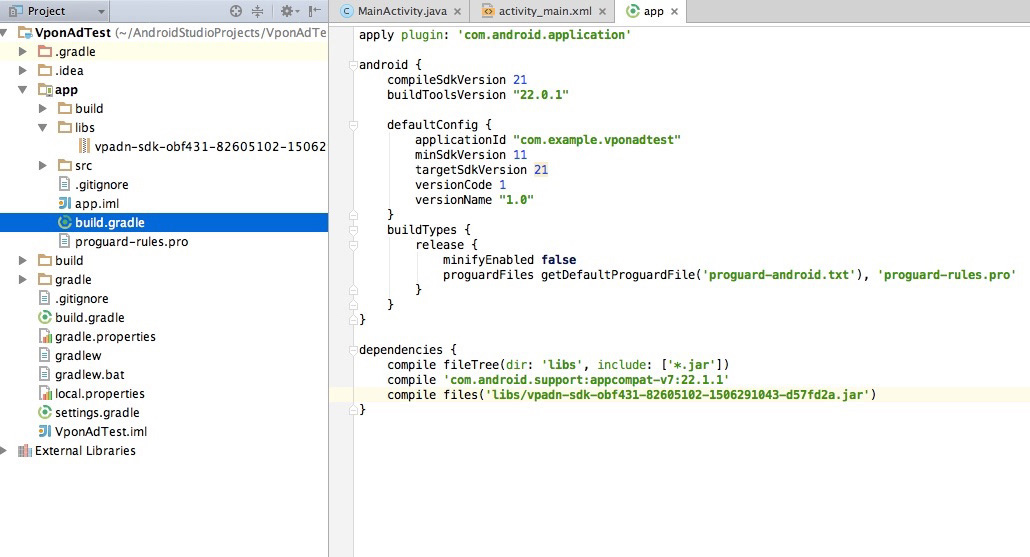 Project
VponAdTest (~/AndroidStudioProjects/VponAdTe
.gradle
.idea
app
build
libs
vpadn-sdk-obf431-82605102-15062
src
.gitignore
app.iml
build.gradle
proguard-rules.pro
build
gradle
.gitignore
build.gradle
gradle.properties
gradlew
gradlew.bat
local.properties
settings.gradle
VponAdTest.iml
External Libraries
MainActivity.java
activity_main.xml
app
apply plugin: 'com.android.application'
android {
compileSdkVersion 21
buildToolsVersion "22.0.1"
defaultConfig {
applicationId "com.example.vponadtest"
minSdkVersion 11
targetSdkVersion 21
versionCode 1
versionName "1.0"
}
buildTypes {
release {
minifyEnabled false
proguardFiles getDefaultProguardFile('proguard-android.txt'), 'proguard-rules.pro'
}
}
}
dependencies {
compile fileTree(dir: 'libs', include: ['*.jar'])
compile 'com.android.support:appcompat-v7:22.1.1'
compile files('libs/vpadn-sdk-obf431-82605102-1506291043-d57fd2a.jar')
}